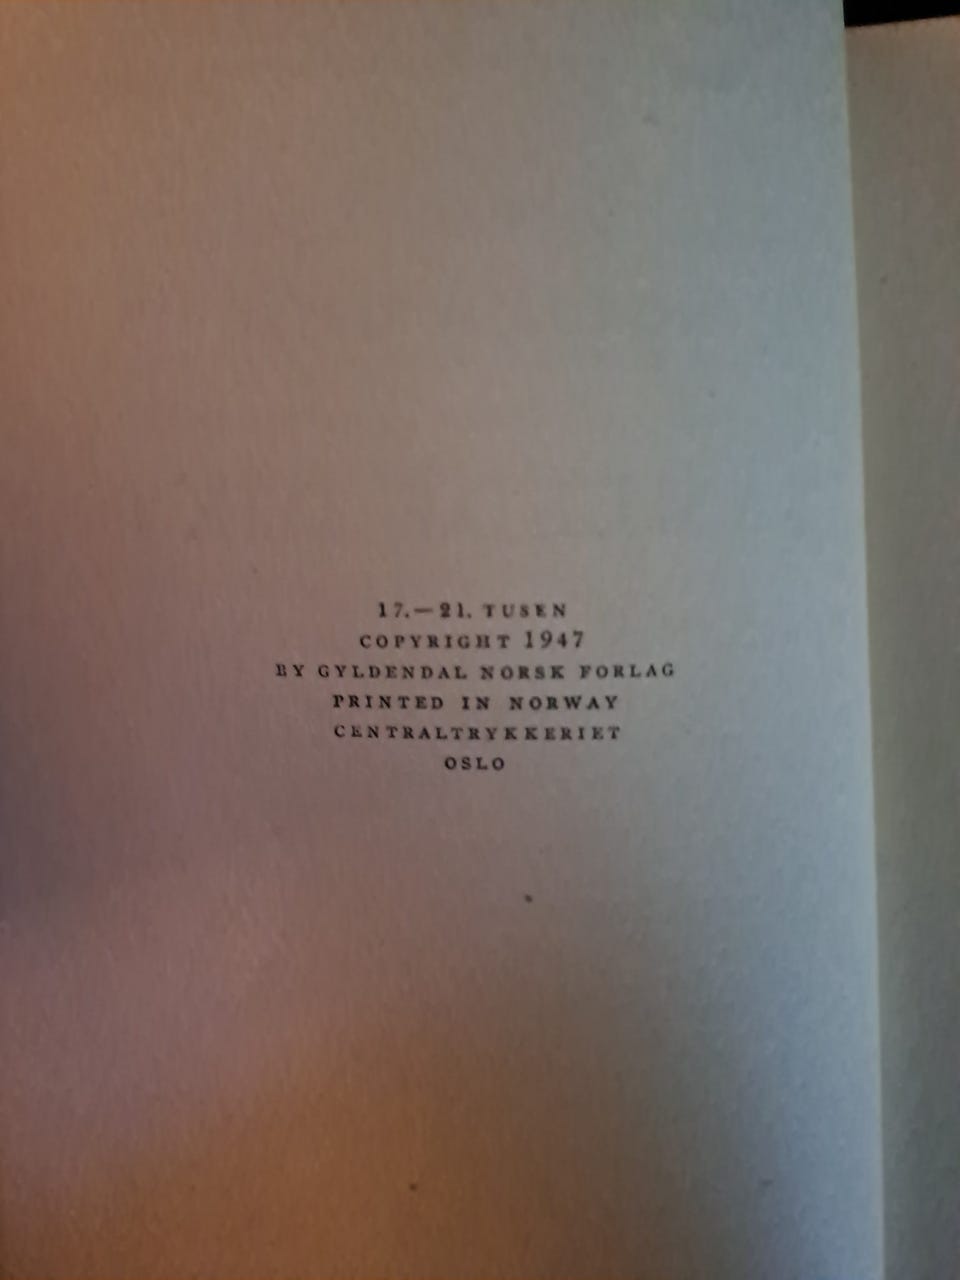 17.—21. TUSEN
COPYRIGHT 1947
BY GYLDENDAL NORSK FORLAG
PRINTED IN NORWAY
CENTRALTRYKKERIET
OSLO